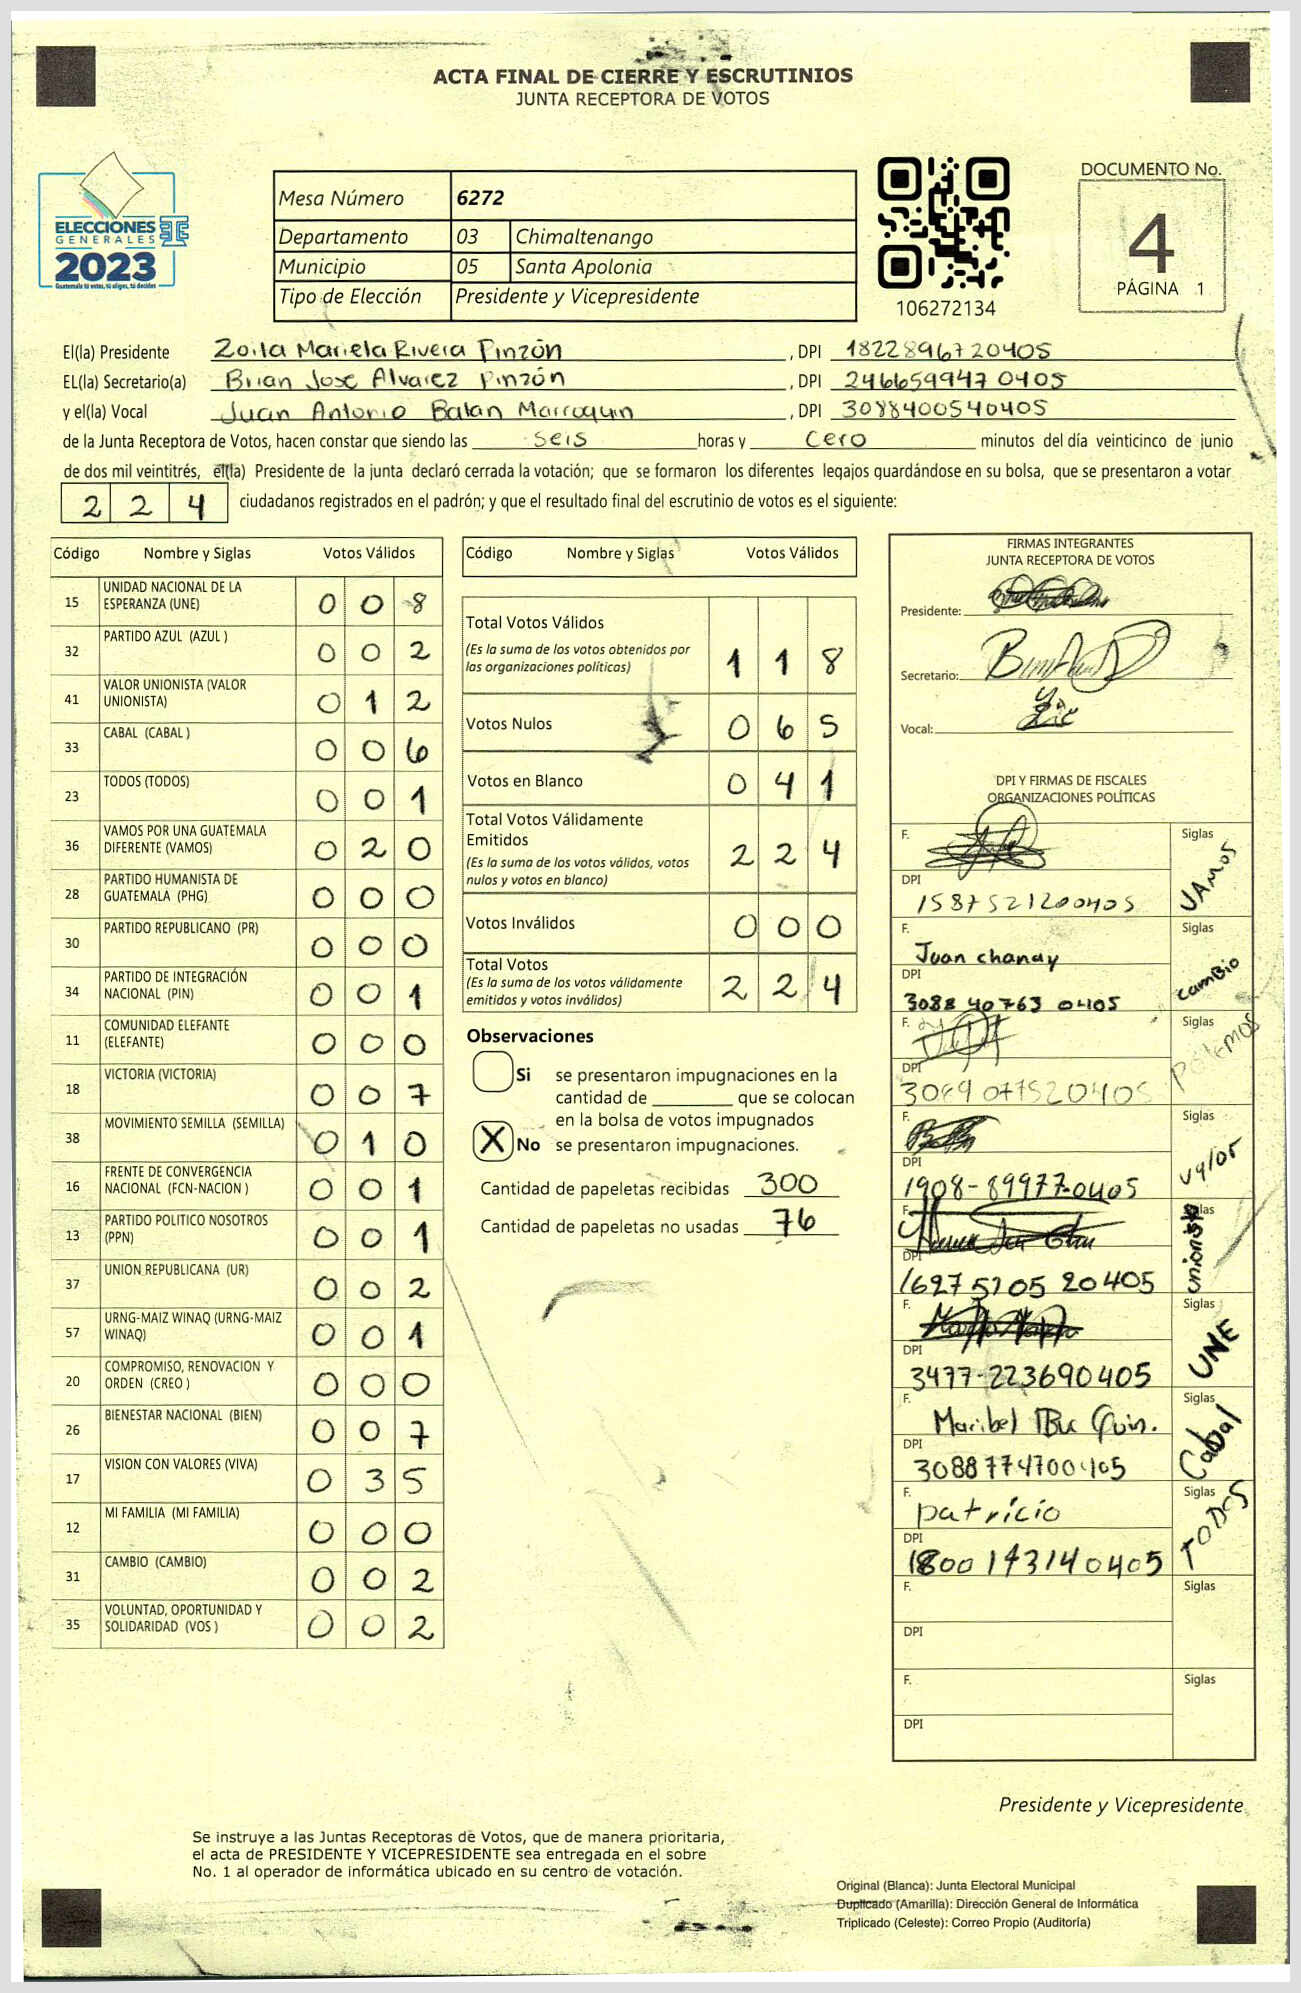 ACTA FINAL DE CIERRE Y ESCRUTINIOS
JUNTA RECEPTORA DE VOTOS
ELECCIONES
GENERALES
2023
Guatemala tú votas, tú eliges, tú decides
Mesa Número 6272
Departamento 03 Chimaltenango
Municipio 05 Santa Apolonia
Tipo de Elección Presidente y Vicepresidente
106272134
DOCUMENTO No.
4
PÁGINA 1
El(la) Presidente Zoila Mariela Rivera Pinzón , DPI 1822896720405
EL(la) Secretario(a) Brian Jose Alvarez Pinzón , DPI 2466599470405
y el(la) Vocal Juan Antonio Balan Marroquin , DPI 3088400540405
de la Junta Receptora de Votos, hacen constar que siendo las seis horas y cero minutos del día veinticinco de junio
de dos mil veintitrés, el(la) Presidente de la junta declaró cerrada la votación; que se formaron los diferentes legajos guardándose en su bolsa, que se presentaron a votar
2 2 4 ciudadanos registrados en el padrón; y que el resultado final del escrutinio de votos es el siguiente:
Código Nombre y Siglas Votos Válidos
15 UNIDAD NACIONAL DE LA ESPERANZA (UNE) 0 0 8
32 PARTIDO AZUL (AZUL ) 0 0 2
41 VALOR UNIONISTA (VALOR UNIONISTA) 0 1 2
33 CABAL (CABAL ) 0 0 6
23 TODOS (TODOS) 0 0 1
36 VAMOS POR UNA GUATEMALA DIFERENTE (VAMOS) 0 2 0
28 PARTIDO HUMANISTA DE GUATEMALA (PHG) 0 0 0
30 PARTIDO REPUBLICANO (PR) 0 0 0
34 PARTIDO DE INTEGRACIÓN NACIONAL (PIN) 0 0 1
11 COMUNIDAD ELEFANTE (ELEFANTE) 0 0 0
18 VICTORIA (VICTORIA) 0 0 7
38 MOVIMIENTO SEMILLA (SEMILLA) 0 1 0
16 FRENTE DE CONVERGENCIA NACIONAL (FCN-NACION ) 0 0 1
13 PARTIDO POLITICO NOSOTROS (PPN) 0 0 1
37 UNION REPUBLICANA (UR) 0 0 2
57 URNG-MAIZ WINAQ (URNG-MAIZ WINAQ) 0 0 1
20 COMPROMISO, RENOVACION Y ORDEN (CREO ) 0 0 0
26 BIENESTAR NACIONAL (BIEN) 0 0 7
17 VISION CON VALORES (VIVA) 0 3 5
12 MI FAMILIA (MI FAMILIA) 0 0 0
31 CAMBIO (CAMBIO) 0 0 2
35 VOLUNTAD, OPORTUNIDAD Y SOLIDARIDAD (VOS ) 0 0 2
Código Nombre y Siglas Votos Válidos
Total Votos Válidos
(Es la suma de los votos obtenidos por
las organizaciones políticas) 1 1 8
Votos Nulos 0 6 5
Votos en Blanco 0 4 1
Total Votos Válidamente
Emitidos
(Es la suma de los votos válidos, votos
nulos y votos en blanco) 2 2 4
Votos Inválidos 0 0 0
Total Votos
(Es la suma de los votos válidamente
emitidos y votos inválidos) 2 2 4
Observaciones
Si se presentaron impugnaciones en la
cantidad de ________ que se colocan
en la bolsa de votos impugnados
X No se presentaron impugnaciones.
Cantidad de papeletas recibidas 300
Cantidad de papeletas no usadas 76
FIRMAS INTEGRANTES
JUNTA RECEPTORA DE VOTOS
Presidente:
Secretario:
Vocal:
DPI Y FIRMAS DE FISCALES
ORGANIZACIONES POLÍTICAS
F. Siglas VAMOS
DPI
1587521200405
F. Juan chanay Siglas cambio
DPI
3088 40763 0405
F. Siglas POdEMOS
DPI
3089077520405
F. Siglas valor
DPI
1908-89977-0405
F. Siglas unionista
DPI
1627 5205 20405
F. Siglas UNE
DPI
3477-223690405
F. Maribel Siglas Cabal
DPI
3088774700405
F. patricio Siglas TODOS
DPI
1800143140405
F. Siglas
DPI
F. Siglas
DPI
Presidente y Vicepresidente
Se instruye a las Juntas Receptoras de Votos, que de manera prioritaria,
el acta de PRESIDENTE Y VICEPRESIDENTE sea entregada en el sobre
No. 1 al operador de informática ubicado en su centro de votación.
Original (Blanca): Junta Electoral Municipal
Duplicado (Amarilla): Dirección General de Informática
Triplicado (Celeste): Correo Propio (Auditoría)